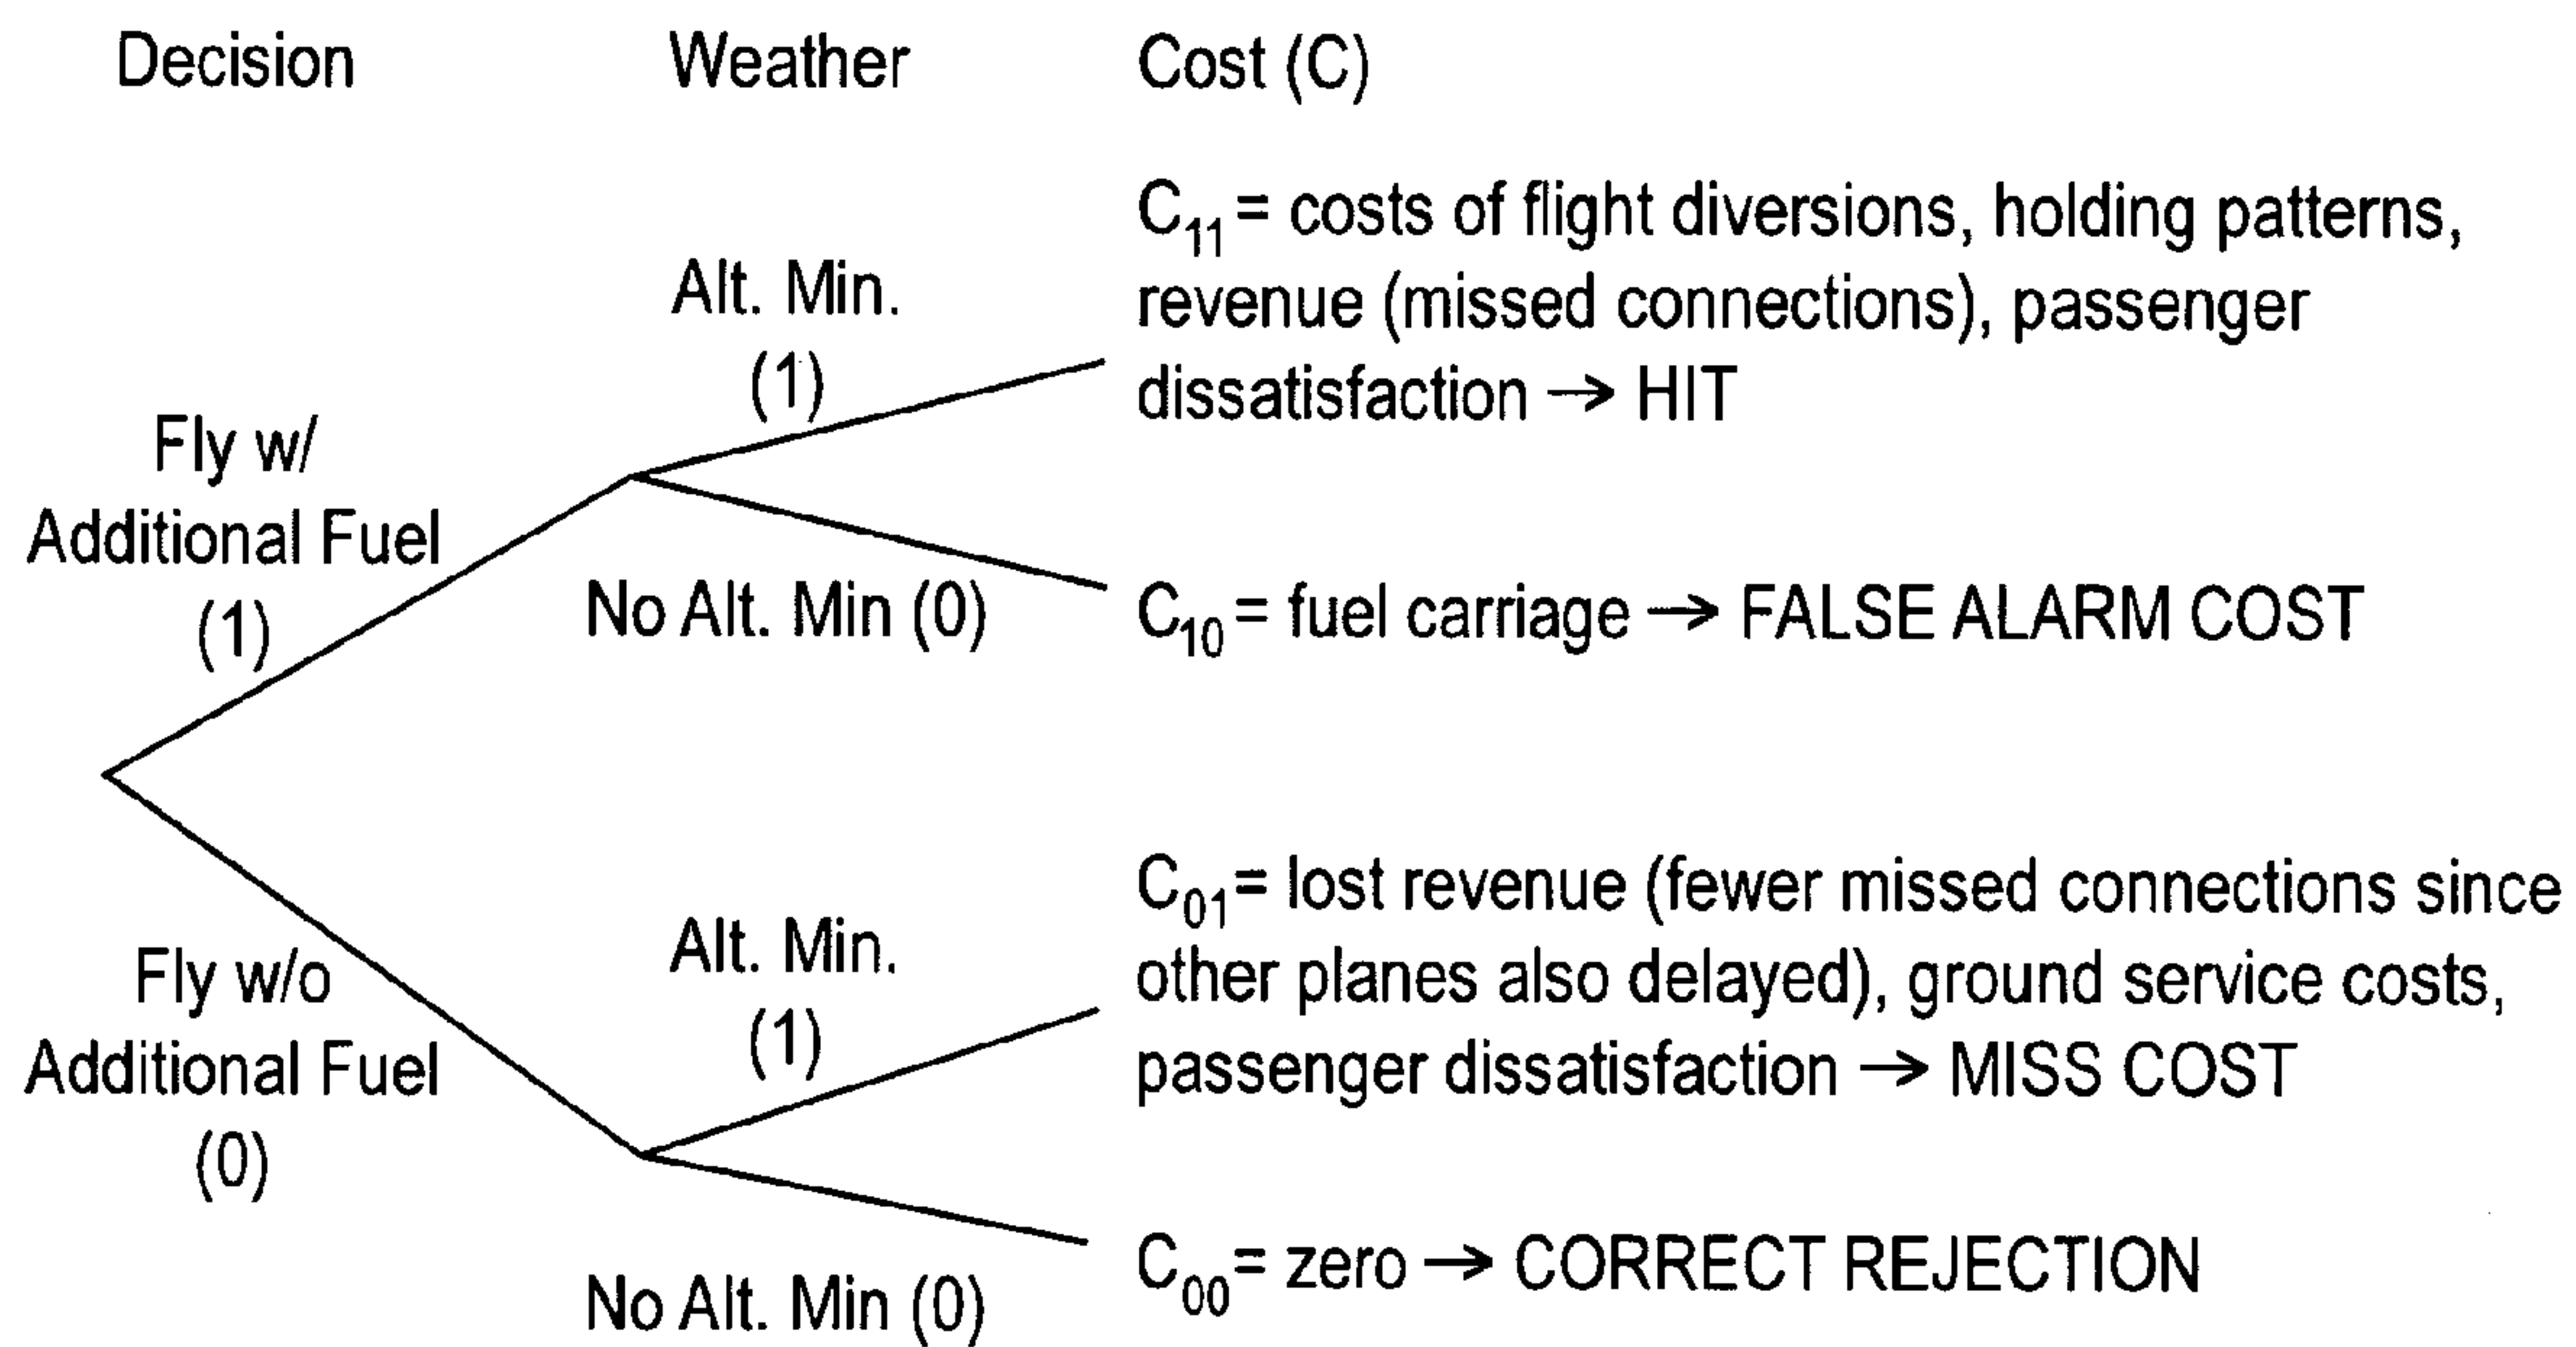 Decision Weather Cost (C)
Alt. Min.
(1)
C11 = costs of flight diversions, holding patterns,
revenue (missed connections), passenger
dissatisfaction → HIT
Fly w/
Additional Fuel
(1)
No Alt. Min (0)
C10 = fuel carriage → FALSE ALARM COST
Fly w/o
Additional Fuel
(0)
Alt. Min.
(1)
C01 = lost revenue (fewer missed connections since
other planes also delayed), ground service costs,
passenger dissatisfaction → MISS COST
No Alt. Min (0)
C00 = zero → CORRECT REJECTION